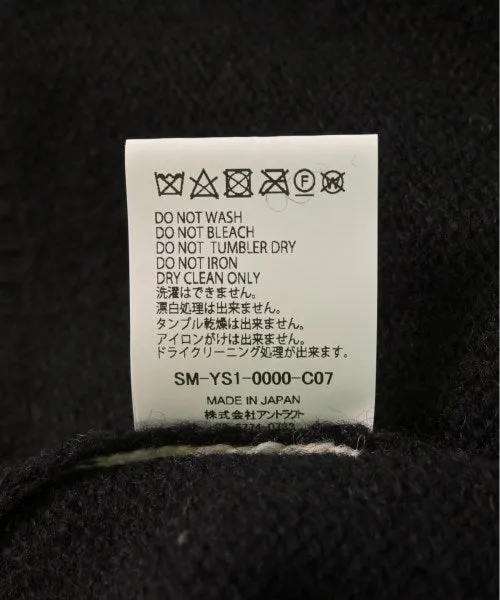 F W
DO NOT WASH
DO NOT BLEACH
DO NOT TUMBLER DRY
DO NOT IRON
DRY CLEAN ONLY
洗濯はできません。
漂白処理は出来ません。
タンブル乾燥は出来ません。
アイロンがけは出来ません。
ドライクリーニング処理が出来ます。
SM-YS1-0000-C07
MADE IN JAPAN
株式会社アントラクト